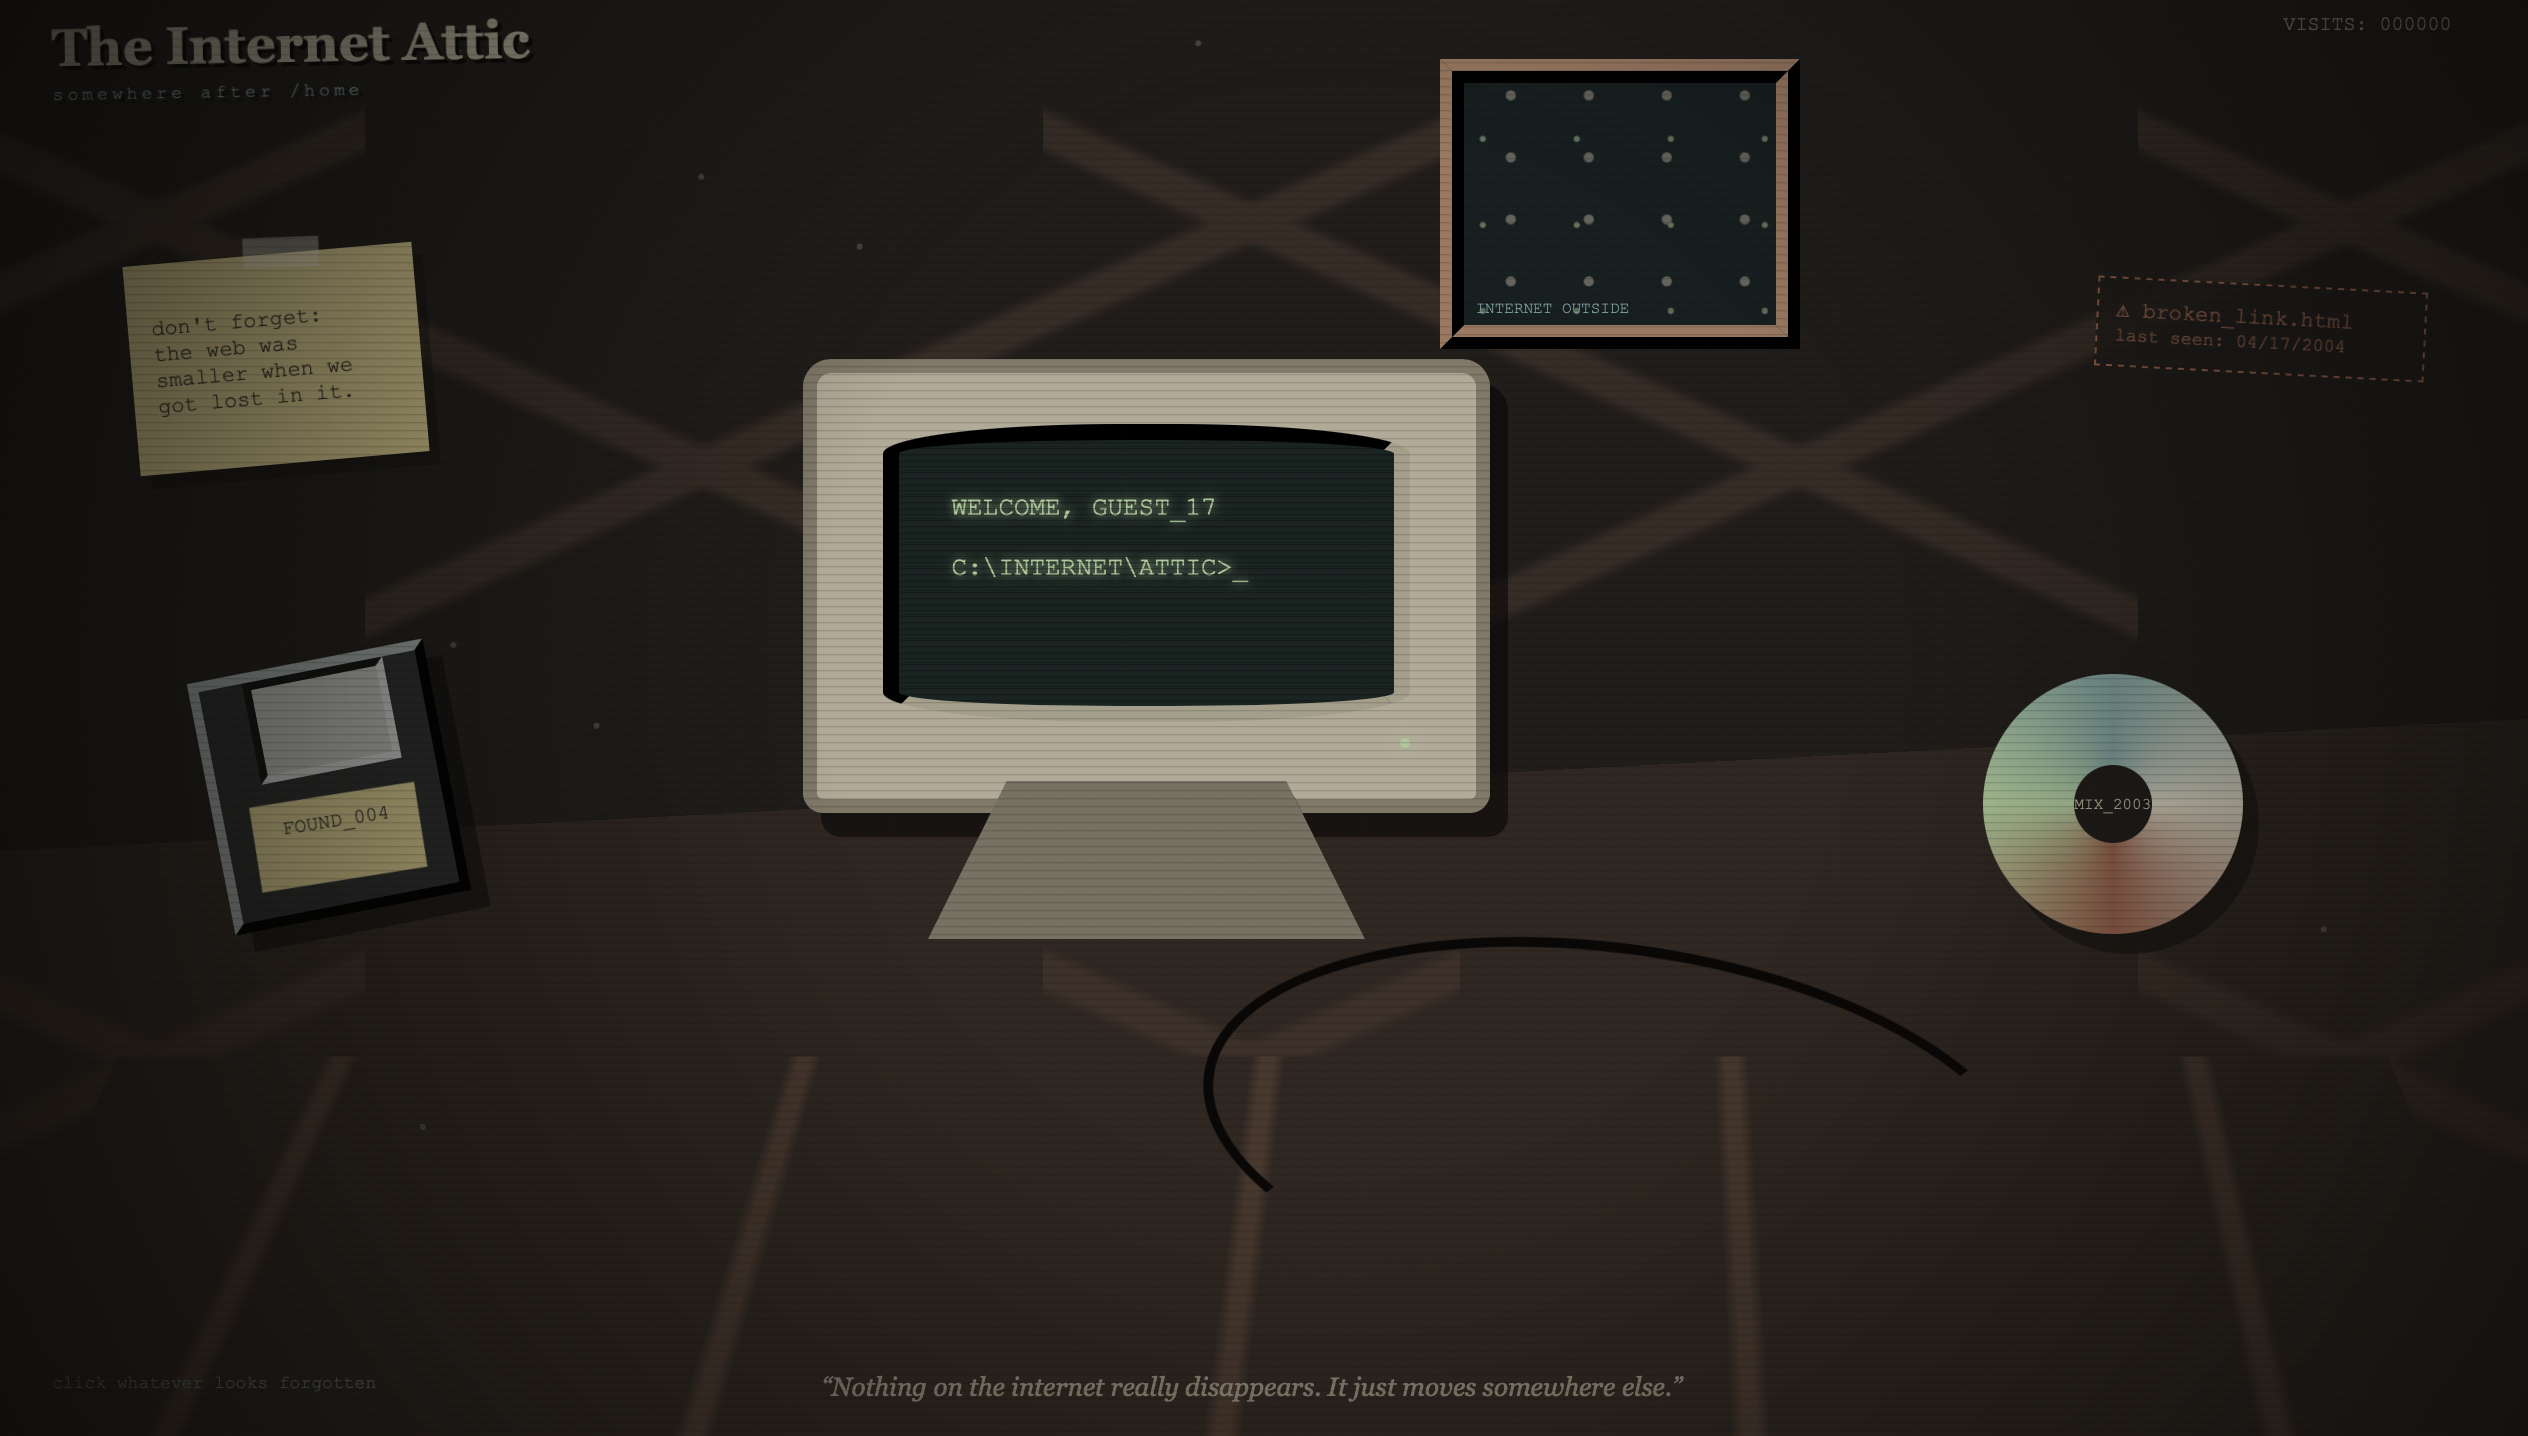 The Internet Attic
somewhere after /home
VISITS: 000000
INTERNET OUTSIDE
don't forget:
the web was
smaller when we
got lost in it.
⚠ broken_link.html
last seen: 04/17/2004
WELCOME, GUEST_17
C:\INTERNET\ATTIC>_
FOUND_004
MIX_2003
click whatever looks forgotten
“Nothing on the internet really disappears. It just moves somewhere else.”